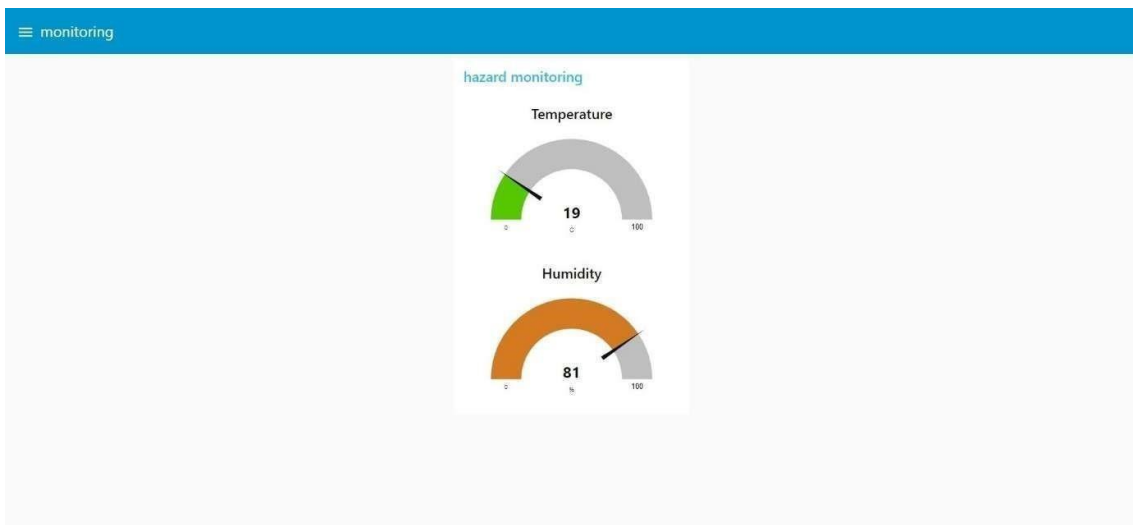 monitoring
hazard monitoring
Temperature
19
0
C
100
Humidity
81
0
%
100